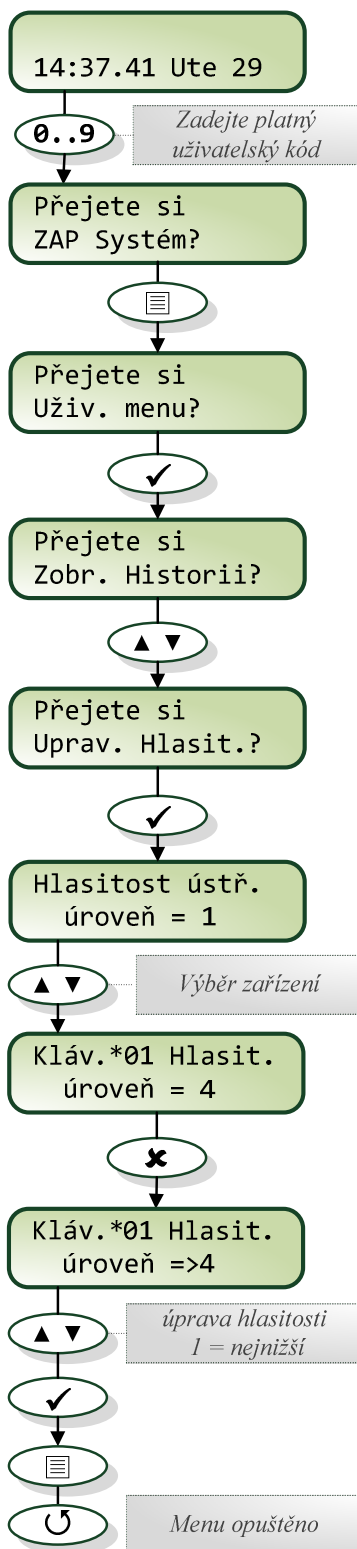 14:37.41 Ute 29
0..9
Zadejte platný
uživatelský kód
Přejete si
ZAP Systém?
Přejete si
Uživ. menu?
Přejete si
Zobr. Historii?
Přejete si
Uprav. Hlasit.?
Hlasitost ústř.
úroveň = 1
Výběr zařízení
Kláv.*01 Hlasit.
úroveň = 4
Kláv.*01 Hlasit.
úroveň =>4
úprava hlasitosti
1 = nejnižší
Menu opuštěno